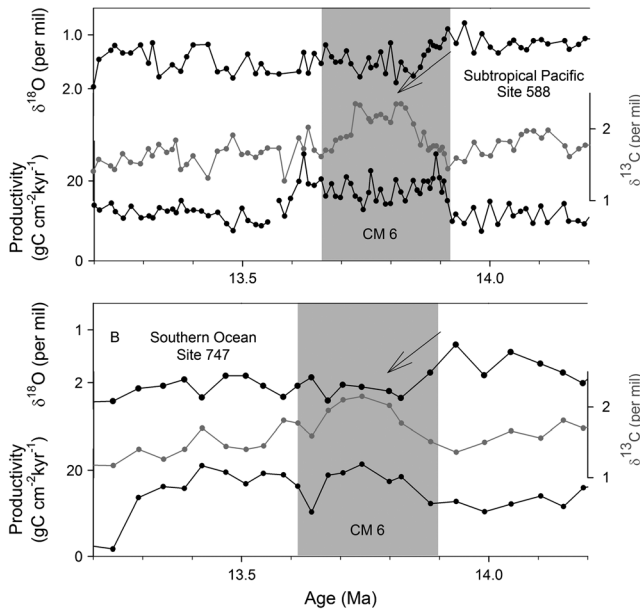 1.0
δ18O (per mil)
2.0
Subtropical Pacific
Site 588
2
δ13C (per mil)
1
20
Productivity
(gC cm-2kyr-1)
0
CM 6
13.5
14.0
B
Southern Ocean
Site 747
1
δ18O (per mil)
2
2
δ13C (per mil)
1
20
Productivity
(gC cm-2kyr-1)
0
CM 6
13.5
14.0
Age (Ma)